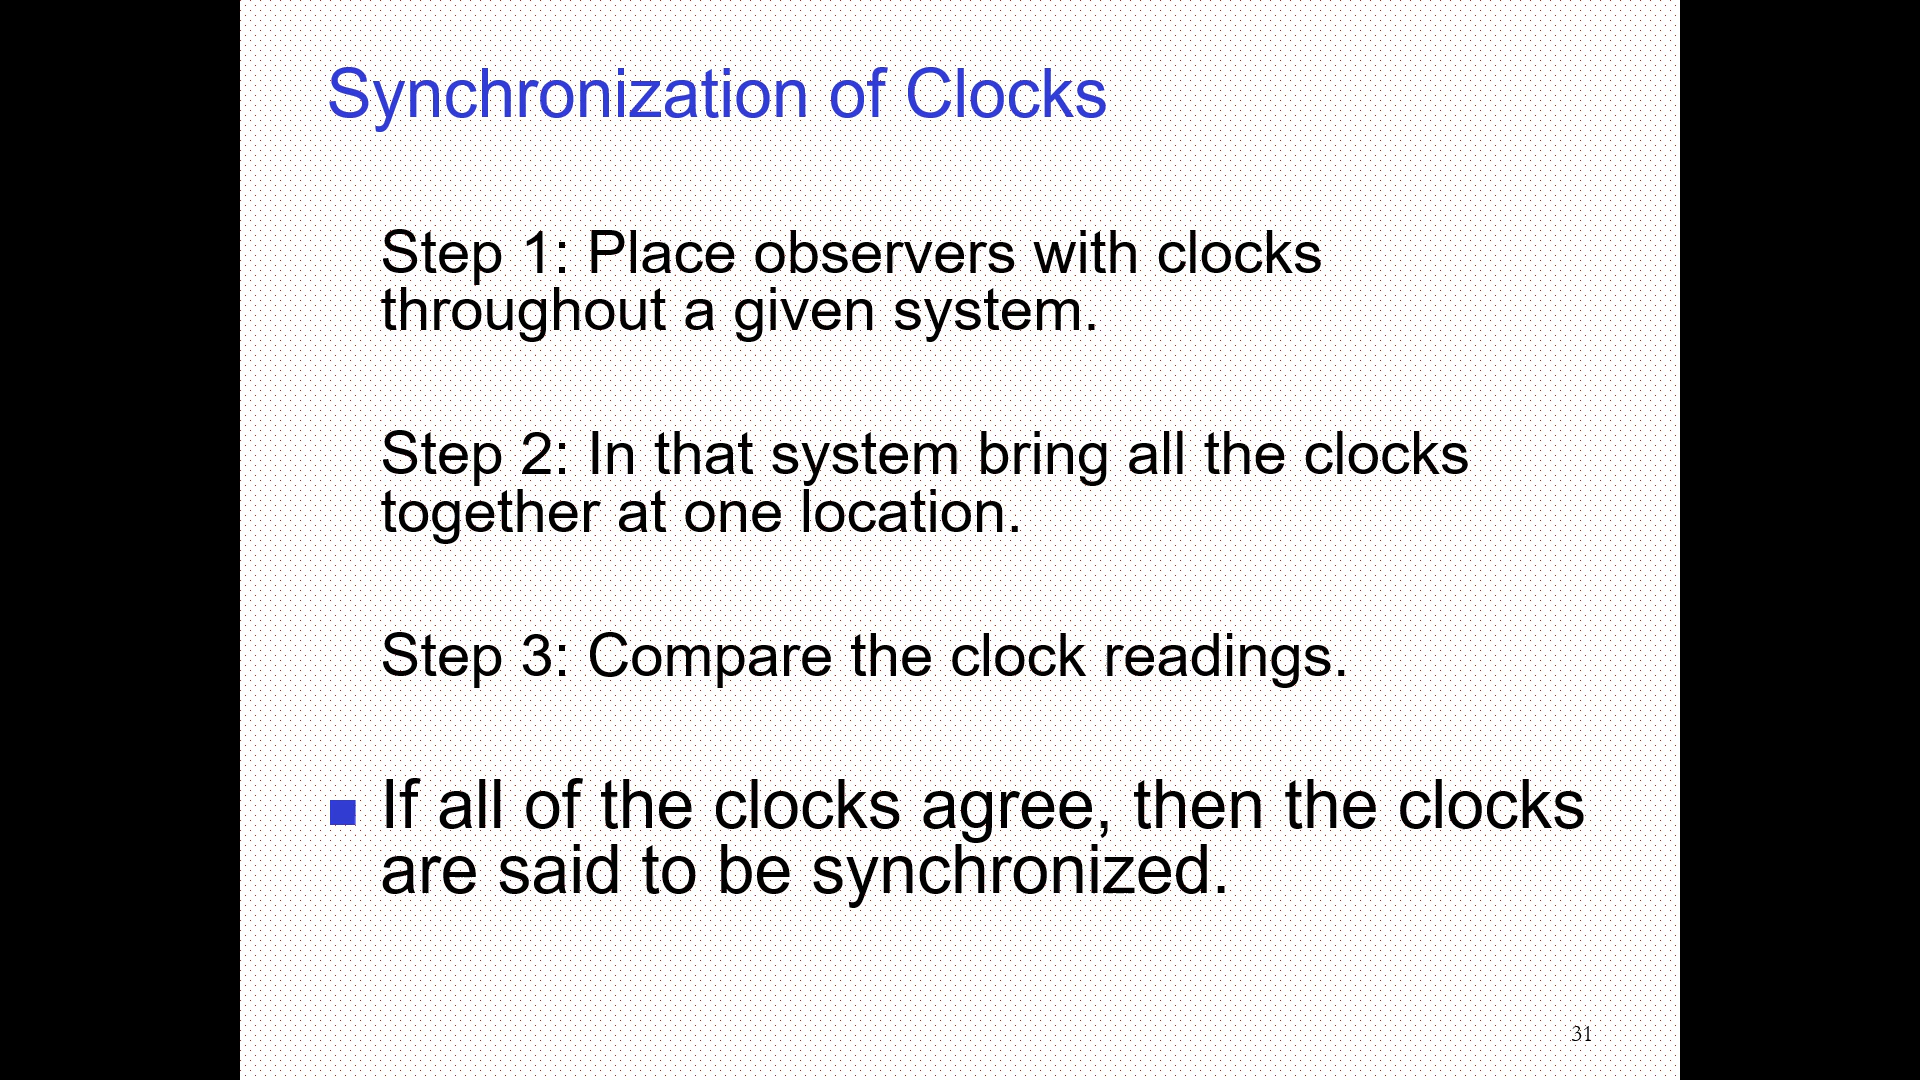 Synchronization of Clocks
Step 1: Place observers with clocks
throughout a given system.
Step 2: In that system bring all the clocks
together at one location.
Step 3: Compare the clock readings.
If all of the clocks agree, then the clocks
are said to be synchronized.
31